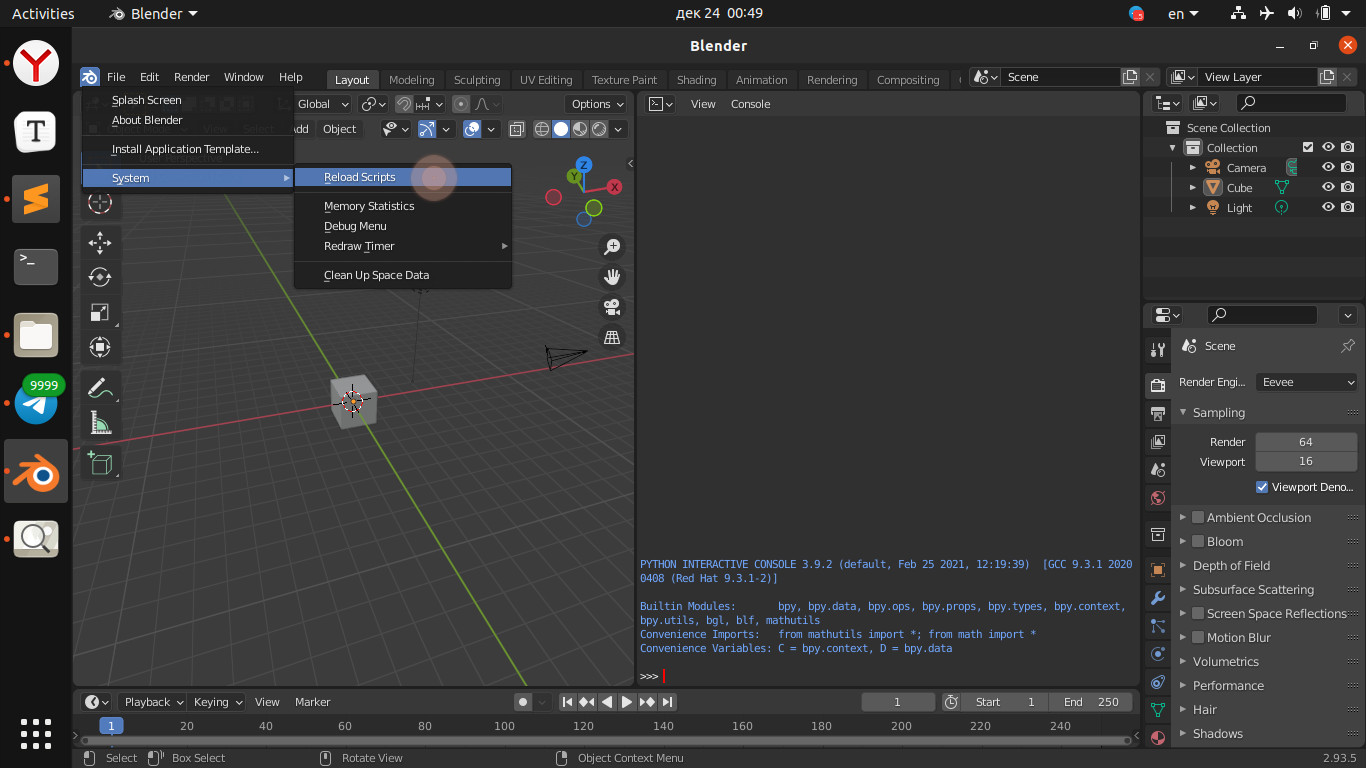 Activities Blender дек 24 00:49 en
Blender
File Edit Render Window Help Layout Modeling Sculpting UV Editing Texture Paint Shading Animation Rendering Compositing Scene View Layer
Splash Screen
About Blender
Install Application Template...
System
Global Options
Object
Reload Scripts
Memory Statistics
Debug Menu
Redraw Timer
Clean Up Space Data
Z
Y
X
View Console
PYTHON INTERACTIVE CONSOLE 3.9.2 (default, Feb 25 2021, 12:19:39) [GCC 9.3.1 2020
0408 (Red Hat 9.3.1-2)]
Builtin Modules: bpy, bpy.data, bpy.ops, bpy.props, bpy.types, bpy.context,
bpy.utils, bgl, blf, mathutils
Convenience Imports: from mathutils import *; from math import *
Convenience Variables: C = bpy.context, D = bpy.data
>>>
Scene Collection
Collection
Camera
Cube
Light
Scene
Render Engi... Eevee
Sampling
Render 64
Viewport 16
Viewport Deno...
Ambient Occlusion
Bloom
Depth of Field
Subsurface Scattering
Screen Space Reflections
Motion Blur
Volumetrics
Performance
Hair
Shadows
9999
Playback Keying View Marker 1 Start 1 End 250
1 20 40 60 80 100 120 140 160 180 200 220 240
Select Box Select Rotate View Object Context Menu 2.93.5